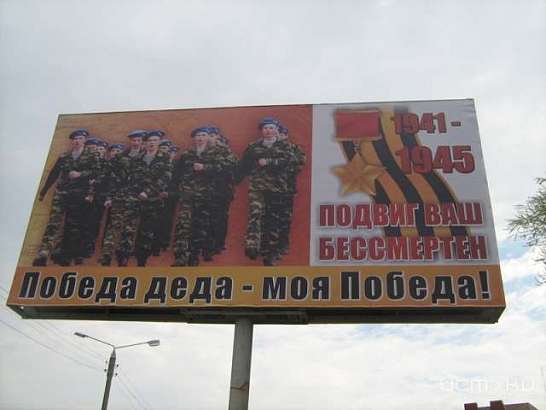 1941 -
1945
ПОДВИГ ВАШ
БЕССМЕРТЕН
Победа деда - моя Победа!